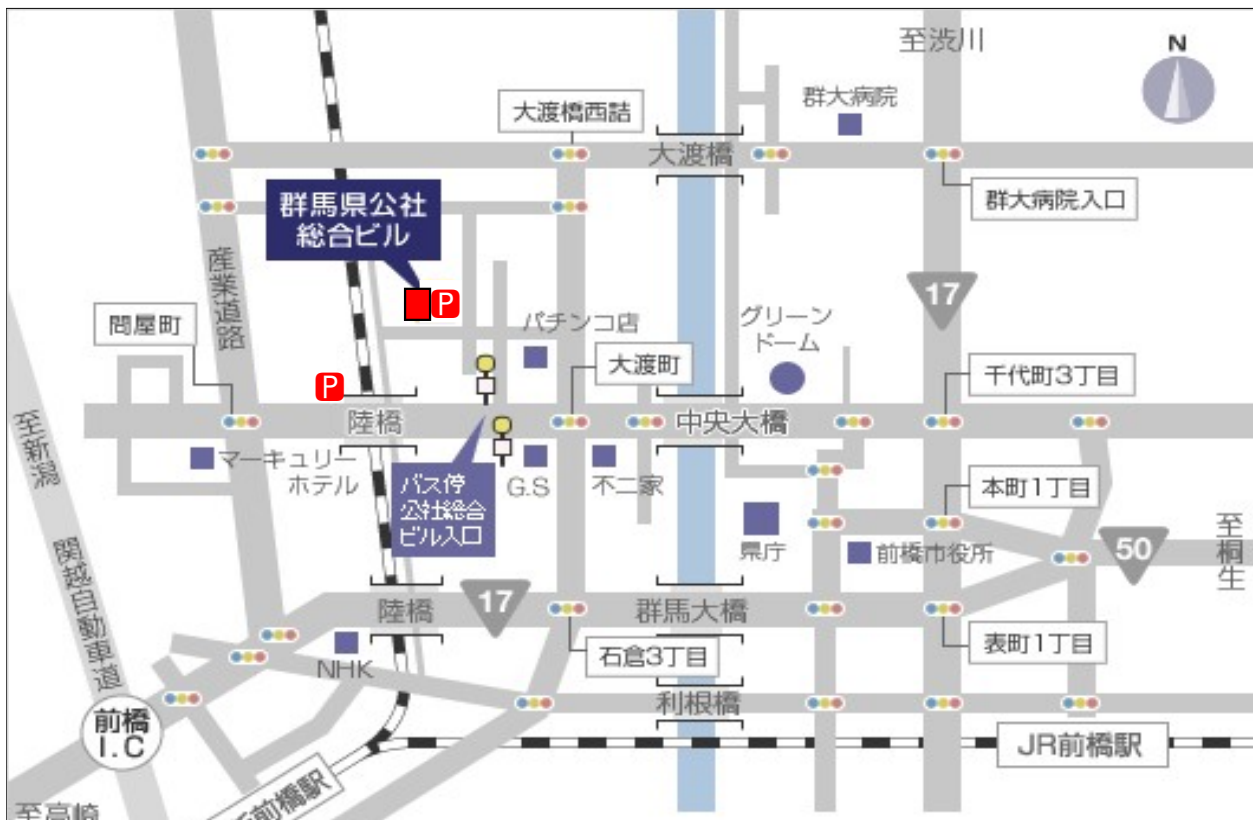 至渋川
N
群大病院
大渡橋西詰
大渡橋
群馬県公社
総合ビル
群大病院入口
産業道路
17
P
問屋町
パチンコ店
グリーン
ドーム
大渡町
千代町3丁目
P
陸橋
中央大橋
至新潟
マーキュリー
ホテル
バス停
公社総合
ビル入口
G.S
不二家
本町1丁目
県庁
前橋市役所
50
至桐生
関越自動車道
陸橋
17
群馬大橋
NHK
石倉3丁目
表町1丁目
利根橋
前橋
I.C
JR前橋駅
前橋駅
至高崎